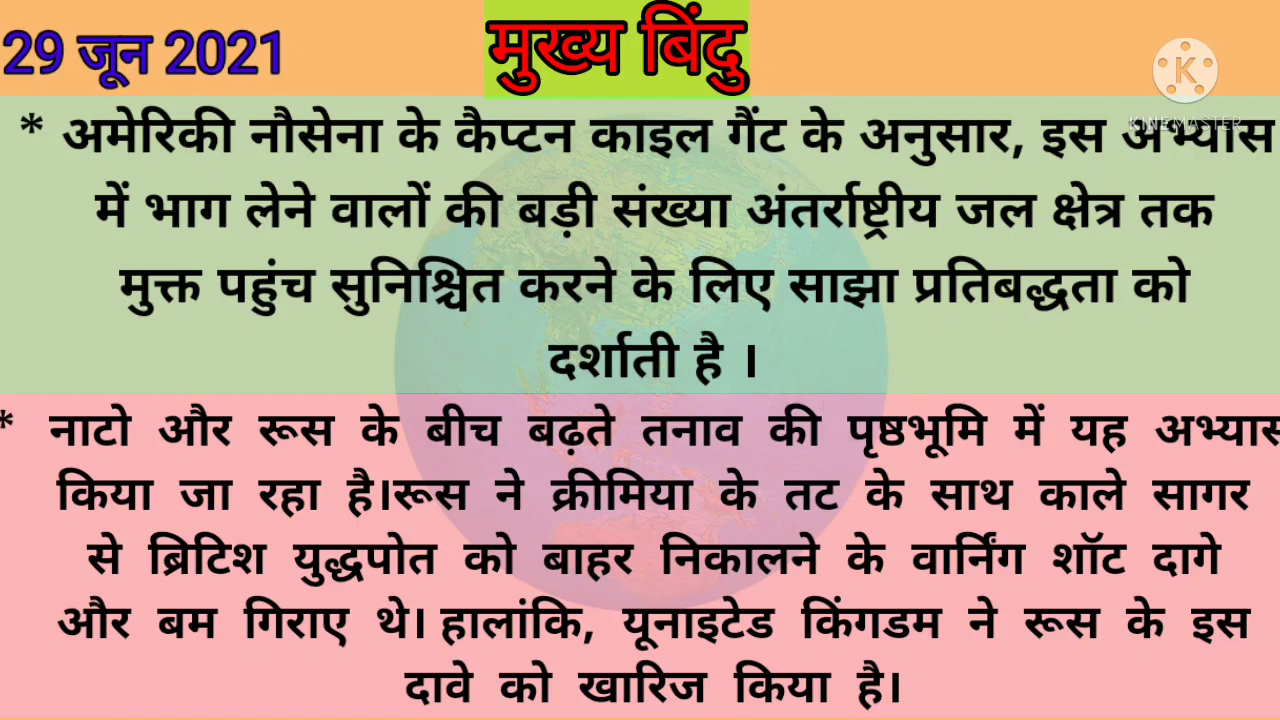 29 जून 2021
मुख्य बिंदु
K
KINEMASTER
* अमेरिकी नौसेना के कैप्टन काइल गैंट के अनुसार, इस अभ्यास
में भाग लेने वालों की बड़ी संख्या अंतर्राष्ट्रीय जल क्षेत्र तक
मुक्त पहुंच सुनिश्चित करने के लिए साझा प्रतिबद्धता को
दर्शाती है ।
* नाटो और रूस के बीच बढ़ते तनाव की पृष्ठभूमि में यह अभ्यास
किया जा रहा है।रूस ने क्रीमिया के तट के साथ काले सागर
से ब्रिटिश युद्धपोत को बाहर निकालने के वार्निंग शॉट दागे
और बम गिराए थे। हालांकि, यूनाइटेड किंगडम ने रूस के इस
दावे को खारिज किया है।